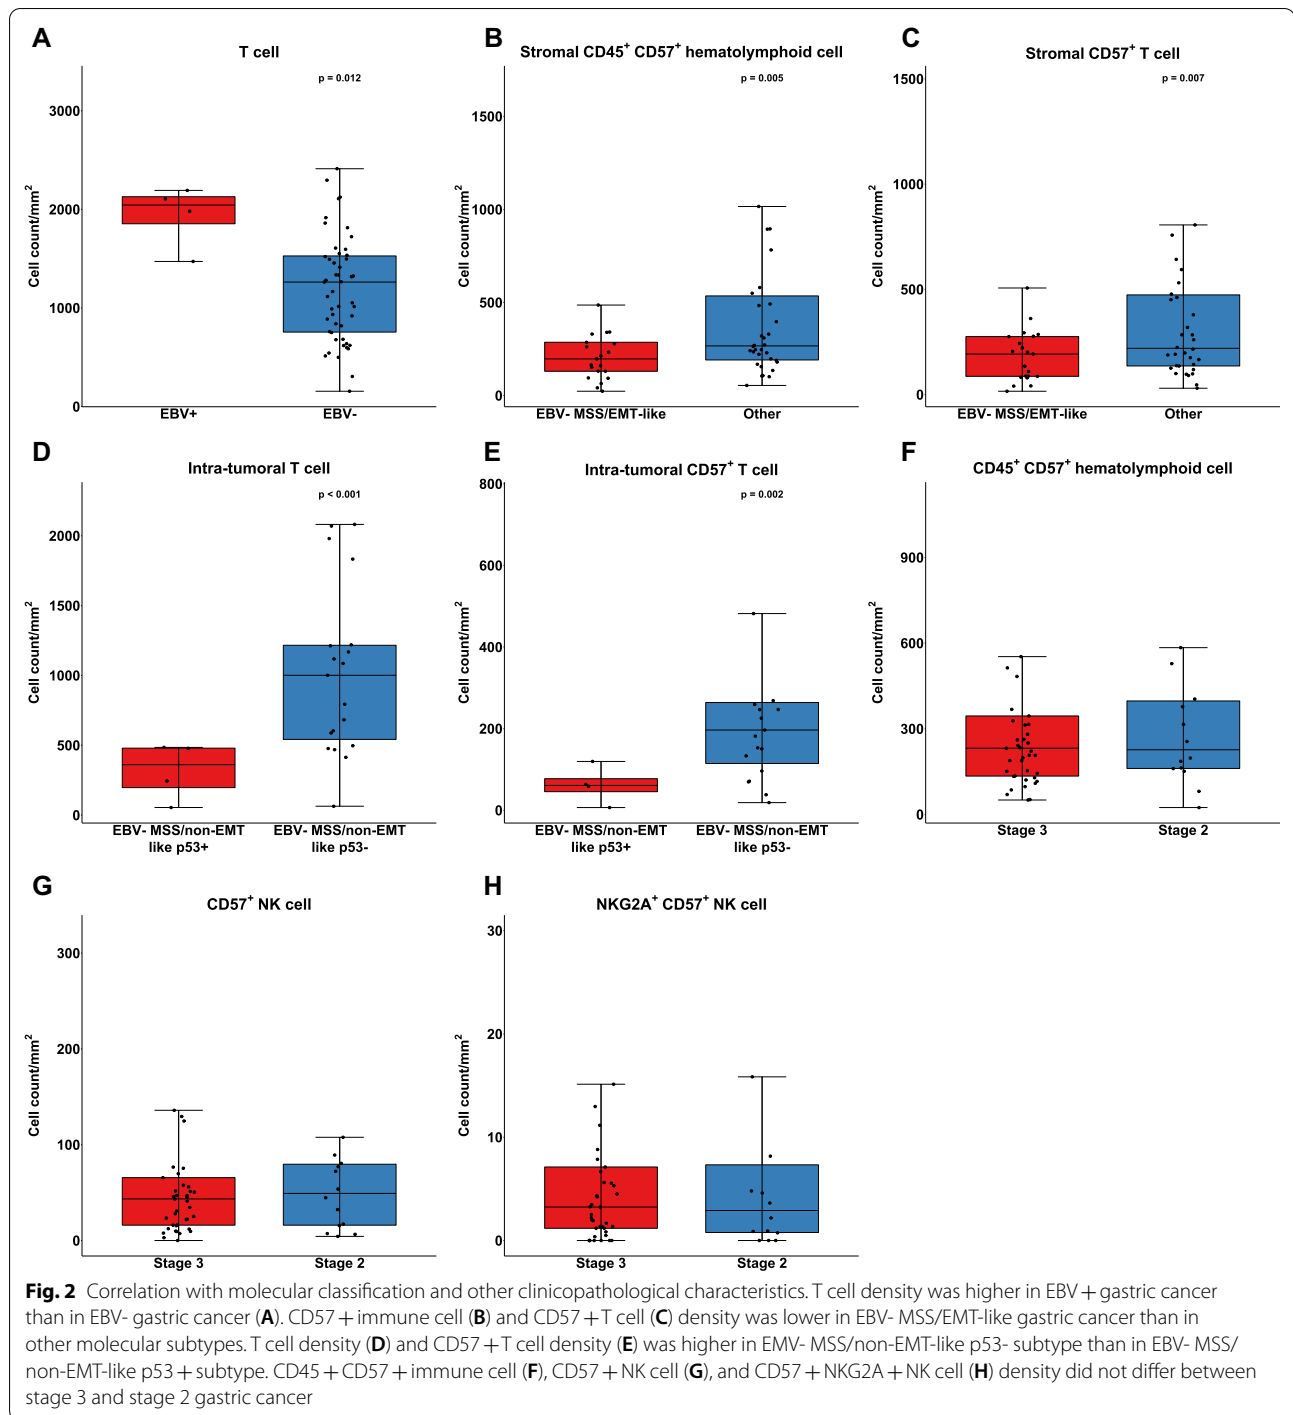 A
T cell
p = 0.012
3000
2000
1000
0
Cell count/mm²
EBV+
EBV-
B
Stromal CD45⁺ CD57⁺ hematolymphoid cell
p = 0.005
1500
1000
500
0
Cell count/mm²
EBV- MSS/EMT-like
Other
C
Stromal CD57⁺ T cell
p = 0.007
1500
1000
500
0
Cell count/mm²
EBV- MSS/EMT-like
Other
D
Intra-tumoral T cell
p < 0.001
2000
1500
1000
500
0
Cell count/mm²
EBV- MSS/non-EMT
like p53+
EBV- MSS/non-EMT
like p53-
E
Intra-tumoral CD57⁺ T cell
p = 0.002
800
600
400
200
0
Cell count/mm²
EBV- MSS/non-EMT
like p53+
EBV- MSS/non-EMT
like p53-
F
CD45⁺ CD57⁺ hematolymphoid cell
900
600
300
0
Cell count/mm²
Stage 3
Stage 2
G
CD57⁺ NK cell
300
200
100
0
Cell count/mm²
Stage 3
Stage 2
H
NKG2A⁺ CD57⁺ NK cell
30
20
10
0
Cell count/mm²
Stage 3
Stage 2
Fig. 2 Correlation with molecular classification and other clinicopathological characteristics. T cell density was higher in EBV + gastric cancer
than in EBV- gastric cancer (A). CD57 + immune cell (B) and CD57 + T cell (C) density was lower in EBV- MSS/EMT-like gastric cancer than in
other molecular subtypes. T cell density (D) and CD57 + T cell density (E) was higher in EMV- MSS/non-EMT-like p53- subtype than in EBV- MSS/
non-EMT-like p53 + subtype. CD45 + CD57 + immune cell (F), CD57 + NK cell (G), and CD57 + NKG2A + NK cell (H) density did not differ between
stage 3 and stage 2 gastric cancer